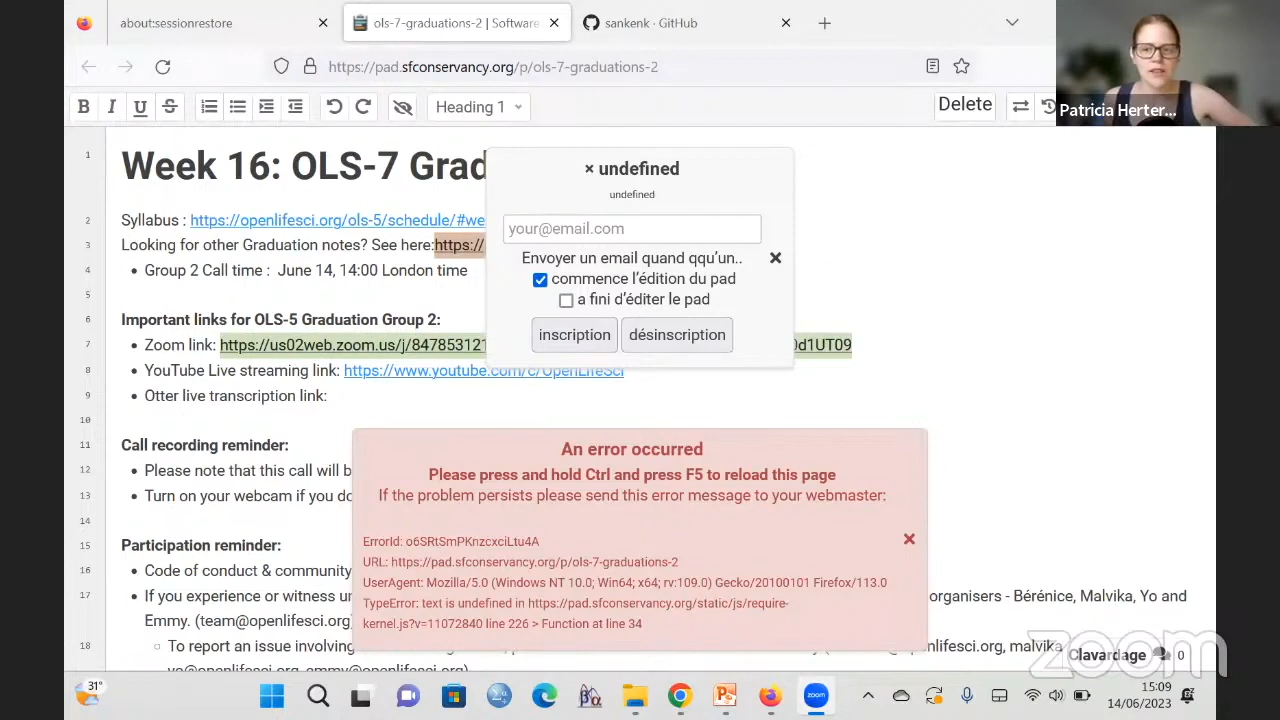 about:sessionrestore
ols-7-graduations-2 | Software
sankenk · GitHub
https://pad.sfconservancy.org/p/ols-7-graduations-2
B I U S
Heading 1
Delete
Patricia Herter...
1 Week 16: OLS-7 Grad
× undefined
undefined
your@email.com
Envoyer un email quand qqu'un..
commence l'édition du pad
a fini d'éditer le pad
inscription
désinscription
2 Syllabus : https://openlifesci.org/ols-5/schedule/#we
3 Looking for other Graduation notes? See here:https://
4 • Group 2 Call time : June 14, 14:00 London time
5
6 Important links for OLS-5 Graduation Group 2:
7 • Zoom link: https://us02web.zoom.us/j/84785312 d1UT09
8 • YouTube Live streaming link: https://www.youtube.com/c/OpenLifeSci
9 • Otter live transcription link:
10
11 Call recording reminder:
12 • Please note that this call will b
13 • Turn on your webcam if you do
14
15 Participation reminder:
16 • Code of conduct & community
17 • If you experience or witness un organisers - Bérénice, Malvika, Yo and
Emmy. (team@openlifesci.org
18 To report an issue involving org, malvika
yo@openlifesci.org, emmy@openlifesci.org)
An error occurred
Please press and hold Ctrl and press F5 to reload this page
If the problem persists please send this error message to your webmaster:
ErrorId: o6SRtSmPKnzcxciLtu4A
URL: https://pad.sfconservancy.org/p/ols-7-graduations-2
UserAgent: Mozilla/5.0 (Windows NT 10.0; Win64; x64; rv:109.0) Gecko/20100101 Firefox/113.0
TypeError: text is undefined in https://pad.sfconservancy.org/static/js/require-
kernel.js?v=11072840 line 226 > Function at line 34
Clavardage 0
zoom
31°
zoom
15:09
14/06/2023